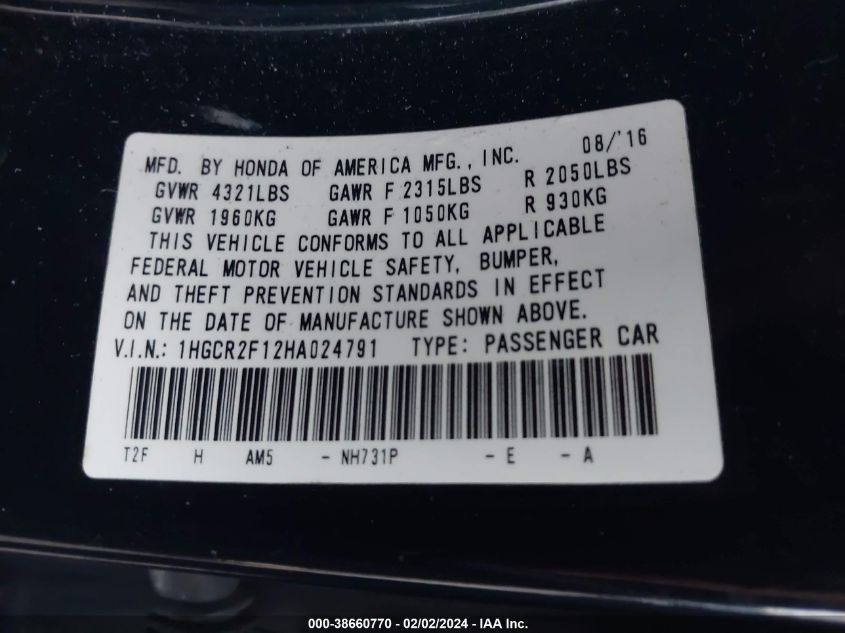 08/'16
MFD. BY HONDA OF AMERICA MFG., INC.
GVWR 4321LBS GAWR F 2315LBS R 2050LBS
GVWR 1960KG GAWR F 1050KG R 930KG
THIS VEHICLE CONFORMS TO ALL APPLICABLE
FEDERAL MOTOR VEHICLE SAFETY, BUMPER,
AND THEFT PREVENTION STANDARDS IN EFFECT
ON THE DATE OF MANUFACTURE SHOWN ABOVE.
V.I.N.: 1HGCR2F12HA024791 TYPE: PASSENGER CAR
T2F H AM5 - NH731P - E - A
000-38660770 - 02/02/2024 - IAA Inc.